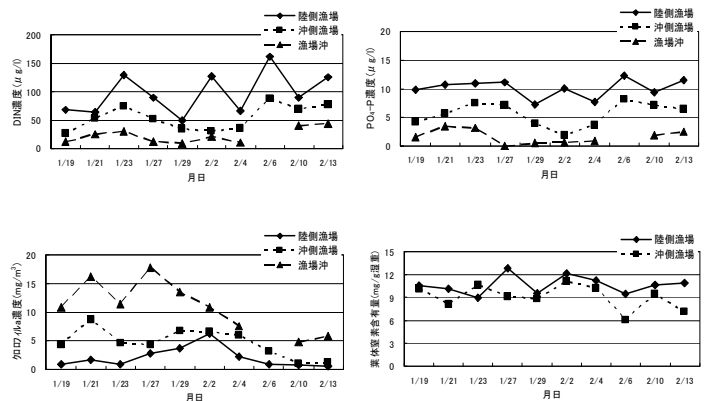 陸側漁場
沖側漁場
漁場沖
DIN濃度(μg/l)
200
150
100
50
0
1/19 1/21 1/23 1/27 1/29 2/2 2/4 2/6 2/10 2/13
月日
陸側漁場
沖側漁場
漁場沖
PO₄-P濃度(μg/l)
20
15
10
5
0
1/19 1/21 1/23 1/27 1/29 2/2 2/4 2/6 2/10 2/13
月日
陸側漁場
沖側漁場
漁場沖
クロロフィルa濃度(mg/m³)
20
15
10
5
0
1/19 1/21 1/23 1/27 1/29 2/2 2/4 2/6 2/10 2/13
月日
陸側漁場
沖側漁場
葉体窒素含有量(mg/g湿重)
15
12
9
6
3
0
1/19 1/21 1/23 1/27 1/29 2/2 2/4 2/6 2/10 2/13
月日